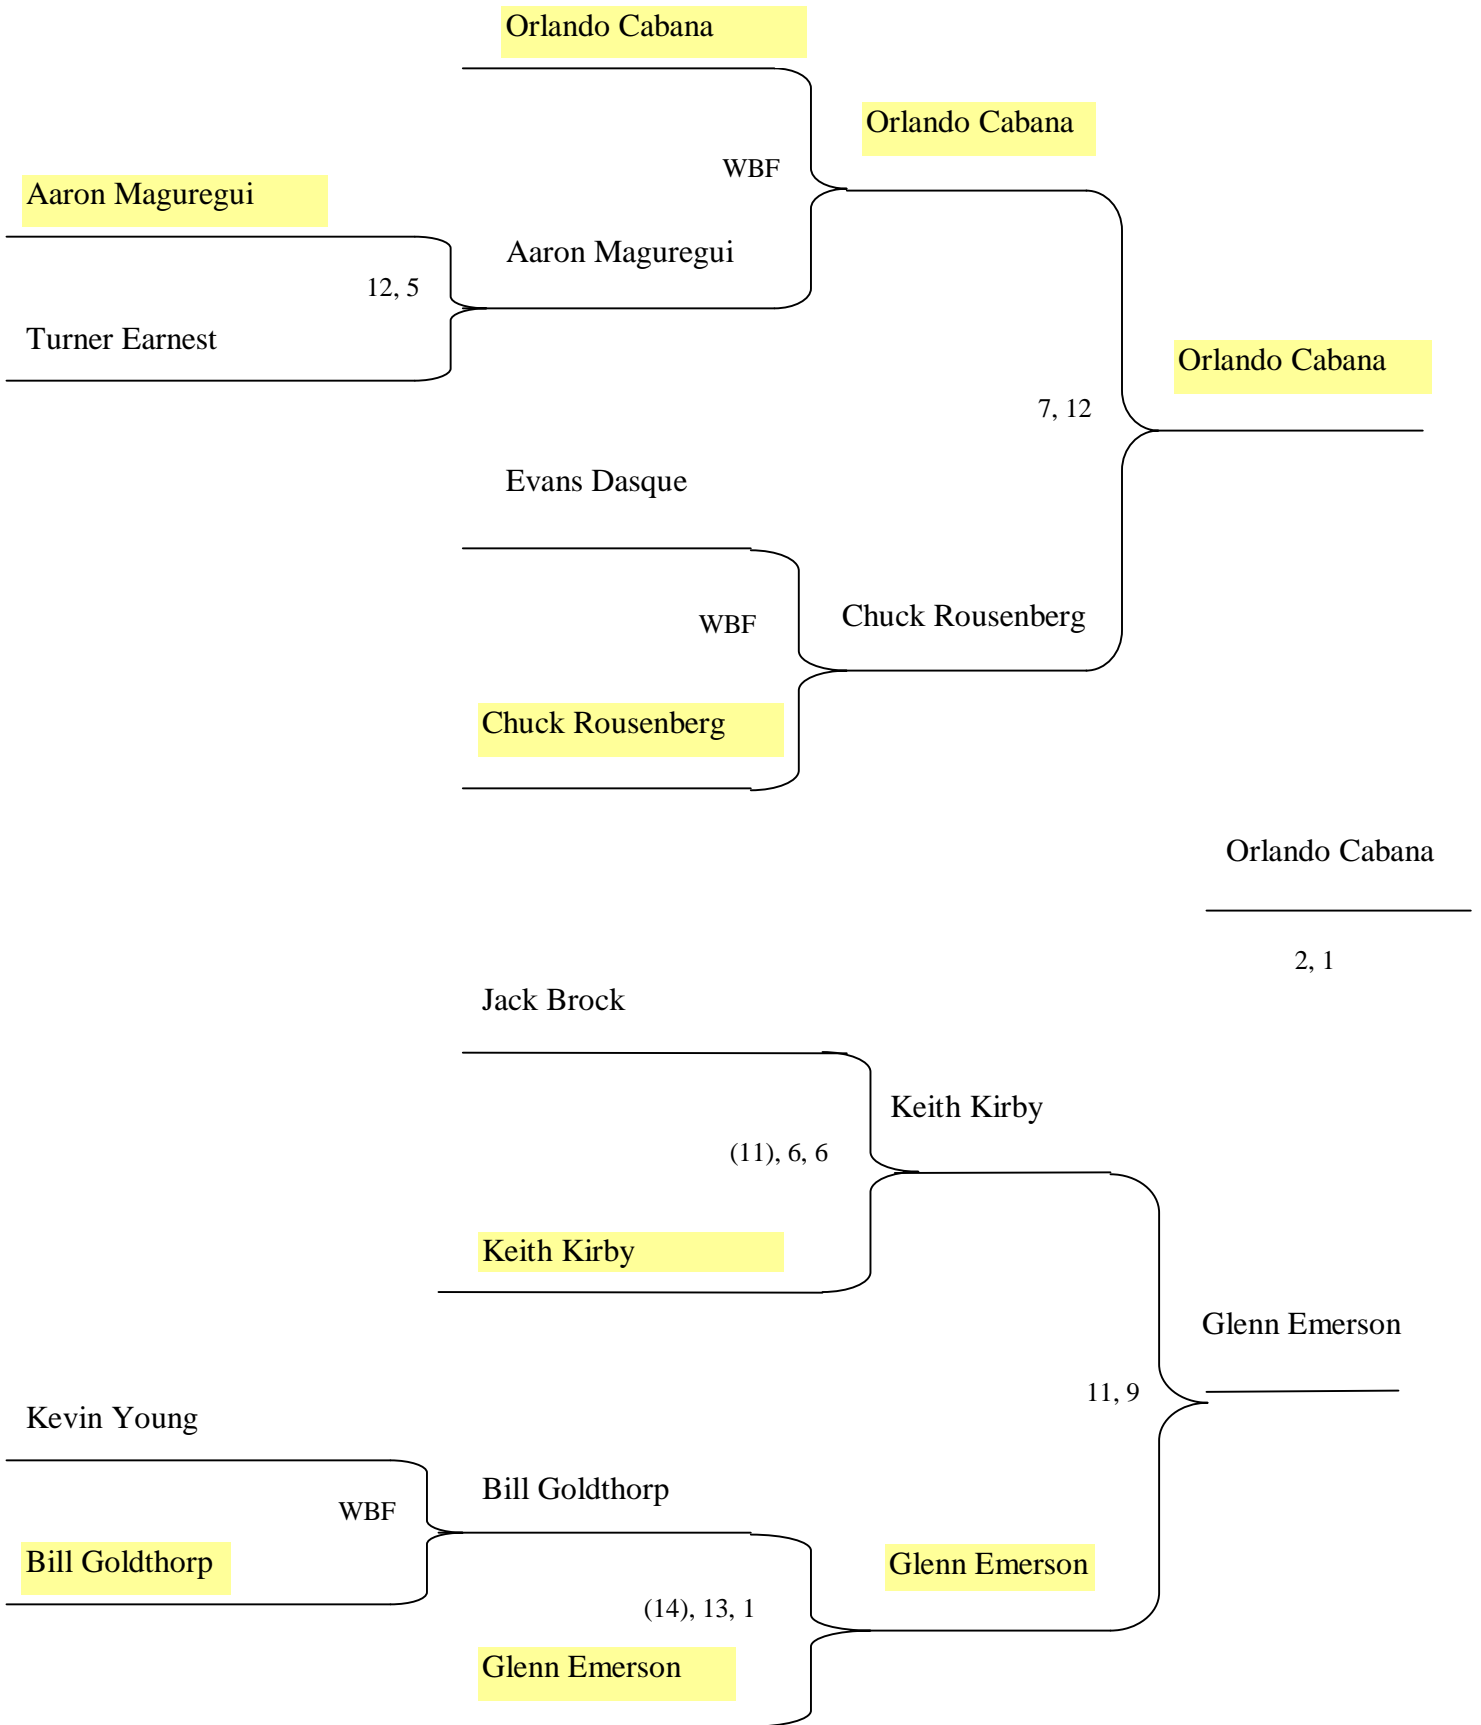 Orlando Cabana
Orlando Cabana
WBF
Aaron Maguregui
Aaron Maguregui
12, 5
Turner Earnest
Orlando Cabana
7, 12
Evans Dasque
WBF
Chuck Rousenberg
Chuck Rousenberg
Orlando Cabana
2, 1
Jack Brock
Keith Kirby
(11), 6, 6
Keith Kirby
Glenn Emerson
11, 9
Kevin Young
Bill Goldthorp
WBF
Bill Goldthorp
Glenn Emerson
(14), 13, 1
Glenn Emerson